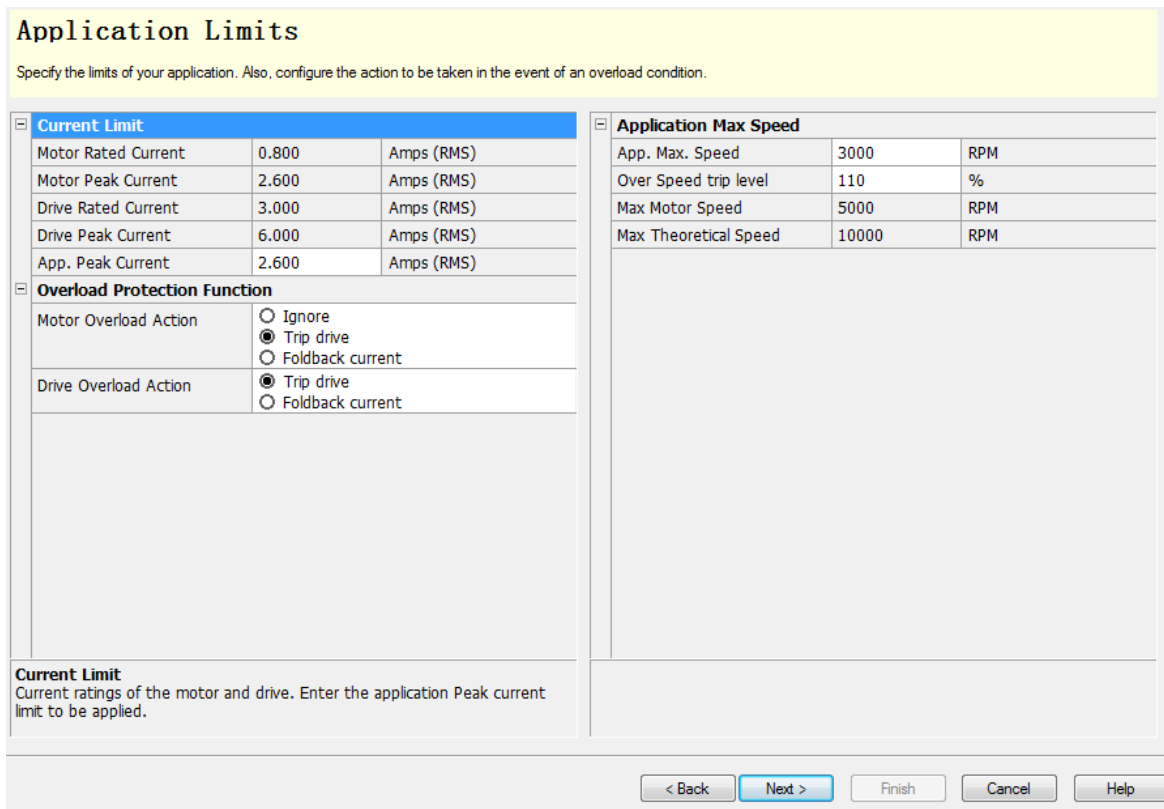 Application Limits
Specify the limits of your application. Also, configure the action to be taken in the event of an overload condition.
Current Limit
Motor Rated Current 0.800 Amps (RMS)
Motor Peak Current 2.600 Amps (RMS)
Drive Rated Current 3.000 Amps (RMS)
Drive Peak Current 6.000 Amps (RMS)
App. Peak Current 2.600 Amps (RMS)
Overload Protection Function
Motor Overload Action
Ignore
Trip drive
Foldback current
Drive Overload Action
Trip drive
Foldback current
Current Limit
Current ratings of the motor and drive. Enter the application Peak current
limit to be applied.
Application Max Speed
App. Max. Speed 3000 RPM
Over Speed trip level 110 %
Max Motor Speed 5000 RPM
Max Theoretical Speed 10000 RPM
< Back Next > Finish Cancel Help